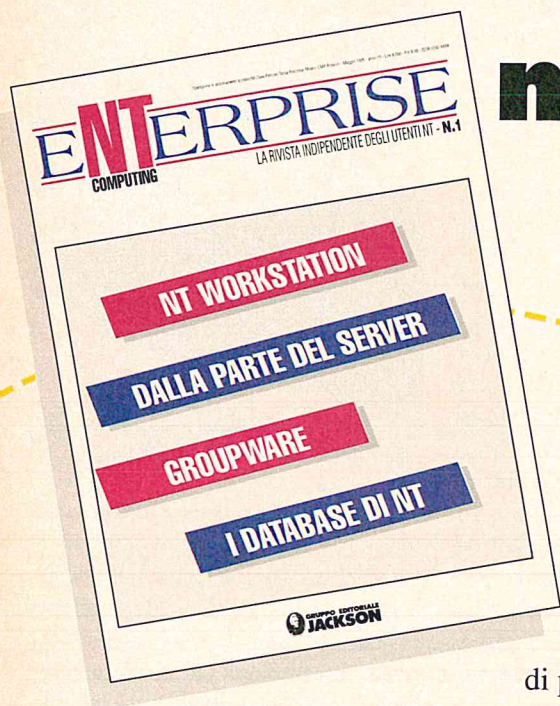 n
ENTERPRISE
COMPUTING
LA RIVISTA INDIPENDENTE DEGLI UTENTI NT - N.1
NT WORKSTATION
DALLA PARTE DEL SERVER
GROUPWARE
I DATABASE DI NT
GRUPPO EDITORIALE
JACKSON
di p